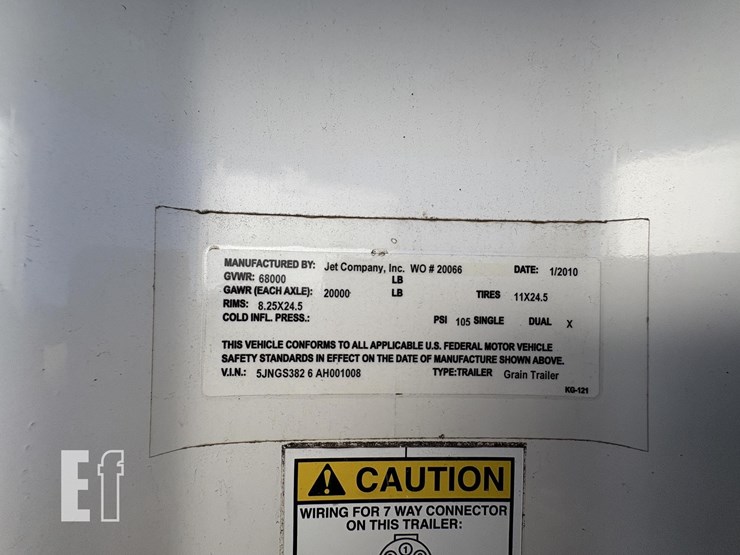 MANUFACTURED BY: Jet Company, Inc. WO # 20066 DATE: 1/2010
GVWR: 68000 LB
GAWR (EACH AXLE): 20000 LB TIRES 11X24.5
RIMS: 8.25X24.5
COLD INFL. PRESS.: PSI 105 SINGLE DUAL X
THIS VEHICLE CONFORMS TO ALL APPLICABLE U.S. FEDERAL MOTOR VEHICLE
SAFETY STANDARDS IN EFFECT ON THE DATE OF MANUFACTURE SHOWN ABOVE.
V.I.N.: 5JNGS382 6 AH001008 TYPE:TRAILER Grain Trailer
KG-121
Ef
CAUTION
WIRING FOR 7 WAY CONNECTOR
ON THIS TRAILER:
1